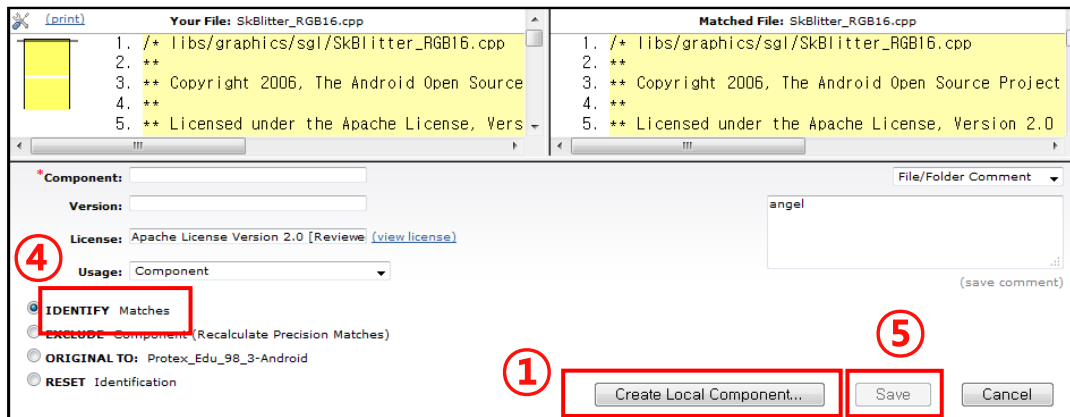 (print) Your File: SkBlitter_RGB16.cpp
1. /* libs/graphics/sgl/SkBlitter_RGB16.cpp
2. **
3. ** Copyright 2006, The Android Open Source
4. **
5. ** Licensed under the Apache License, Vers
Matched File: SkBlitter_RGB16.cpp
1. /* libs/graphics/sgl/SkBlitter_RGB16.cpp
2. **
3. ** Copyright 2006, The Android Open Source Project
4. **
5. ** Licensed under the Apache License, Version 2.0
*Component:
Version:
License: Apache License Version 2.0 [Reviewe (view license)
④
Usage: Component
IDENTIFY Matches
EXCLUDE Component (Recalculate Precision Matches)
ORIGINAL TO: Protex_Edu_98_3-Android
RESET Identification
File/Folder Comment
angel
(save comment)
① ⑤
Create Local Component... Save Cancel